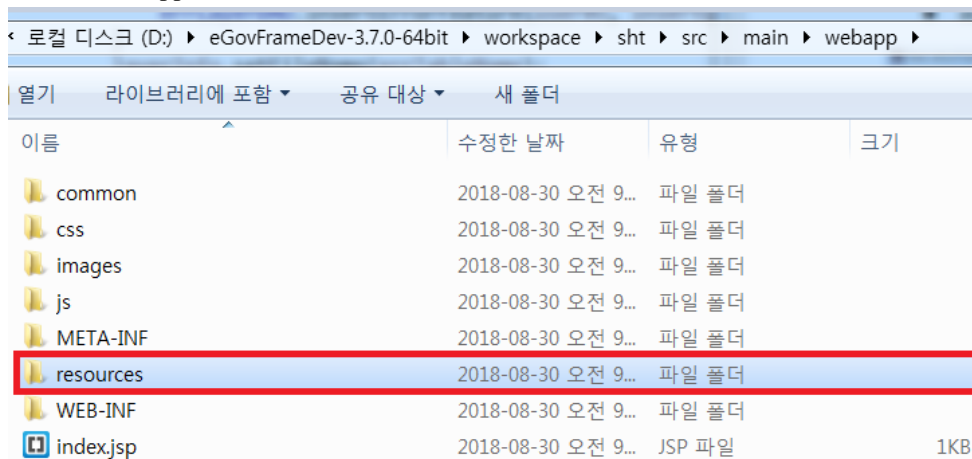 로컬 디스크 (D:) ▸ eGovFrameDev-3.7.0-64bit ▸ workspace ▸ sht ▸ src ▸ main ▸ webapp ▸
열기 라이브러리에 포함 ▾ 공유 대상 ▾ 새 폴더
이름 수정한 날짜 유형 크기
common 2018-08-30 오전 9... 파일 폴더
css 2018-08-30 오전 9... 파일 폴더
images 2018-08-30 오전 9... 파일 폴더
js 2018-08-30 오전 9... 파일 폴더
META-INF 2018-08-30 오전 9... 파일 폴더
resources 2018-08-30 오전 9... 파일 폴더
WEB-INF 2018-08-30 오전 9... 파일 폴더
index.jsp 2018-08-30 오전 9... JSP 파일 1KB